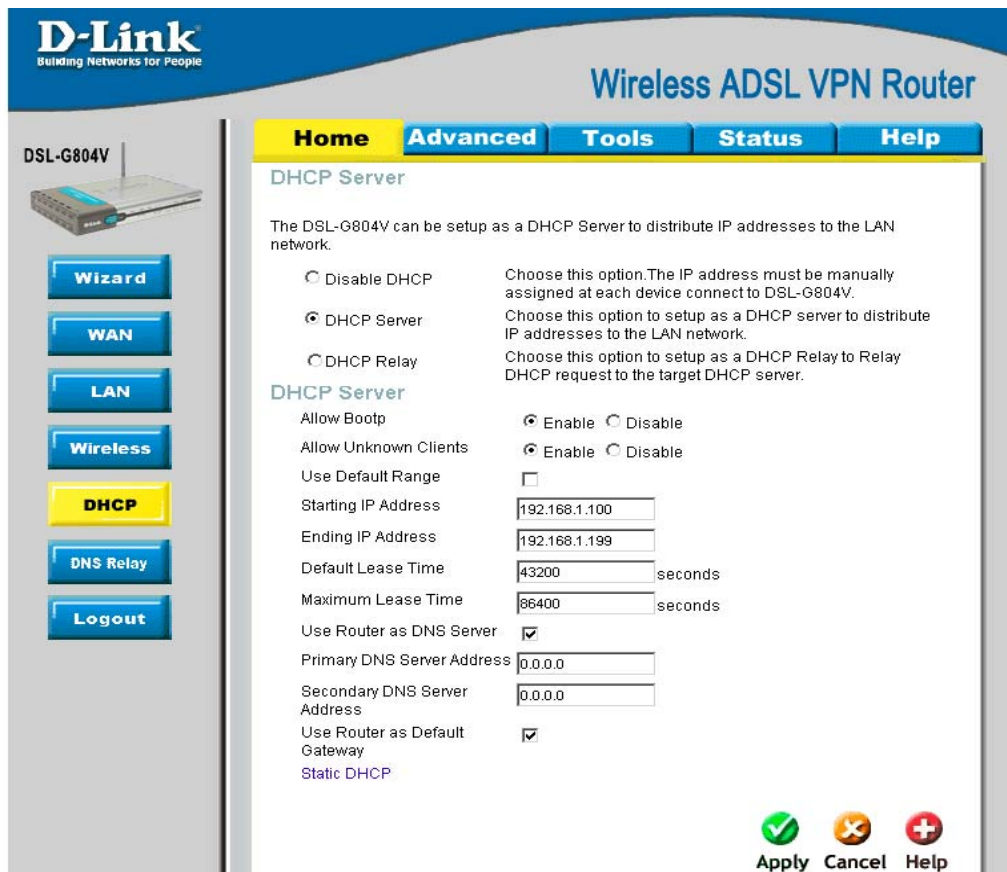 D-Link
Building Networks for People
Wireless ADSL VPN Router
DSL-G804V
D-Link
Home
Advanced
Tools
Status
Help
Wizard
WAN
LAN
Wireless
DHCP
DNS Relay
Logout
DHCP Server
The DSL-G804V can be setup as a DHCP Server to distribute IP addresses to the LAN
network.
Disable DHCP
Choose this option.The IP address must be manually
assigned at each device connect to DSL-G804V.
DHCP Server
Choose this option to setup as a DHCP server to distribute
IP addresses to the LAN network.
DHCP Relay
Choose this option to setup as a DHCP Relay to Relay
DHCP request to the target DHCP server.
DHCP Server
Allow Bootp Enable Disable
Allow Unknown Clients Enable Disable
Use Default Range
Starting IP Address 192.168.1.100
Ending IP Address 192.168.1.199
Default Lease Time 43200 seconds
Maximum Lease Time 86400 seconds
Use Router as DNS Server
Primary DNS Server Address 0.0.0.0
Secondary DNS Server
Address
0.0.0.0
Use Router as Default
Gateway
Static DHCP
Apply Cancel Help